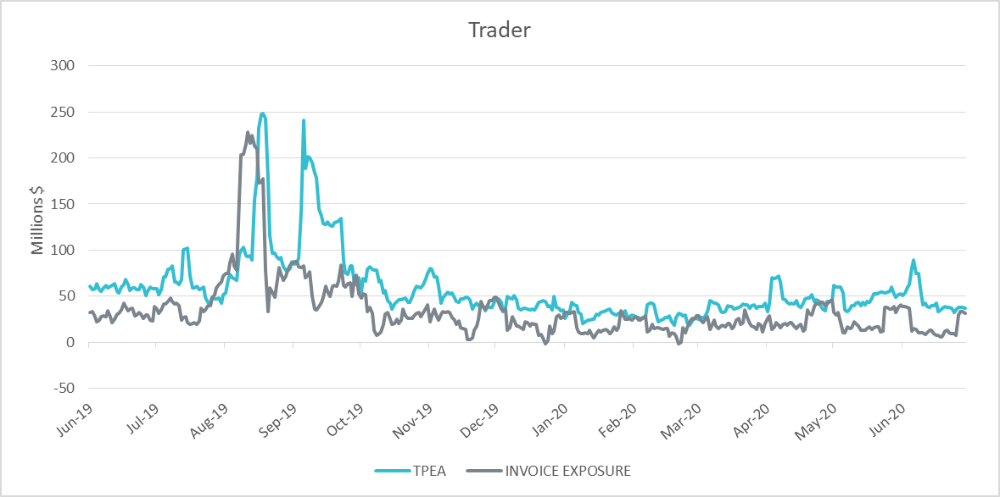 Trader
Millions $
300
250
200
150
100
50
0
-50
Jun-19
Jul-19
Aug-19
Sep-19
Oct-19
Nov-19
Dec-19
Jan-20
Feb-20
Mar-20
Apr-20
May-20
Jun-20
TPEA
INVOICE EXPOSURE